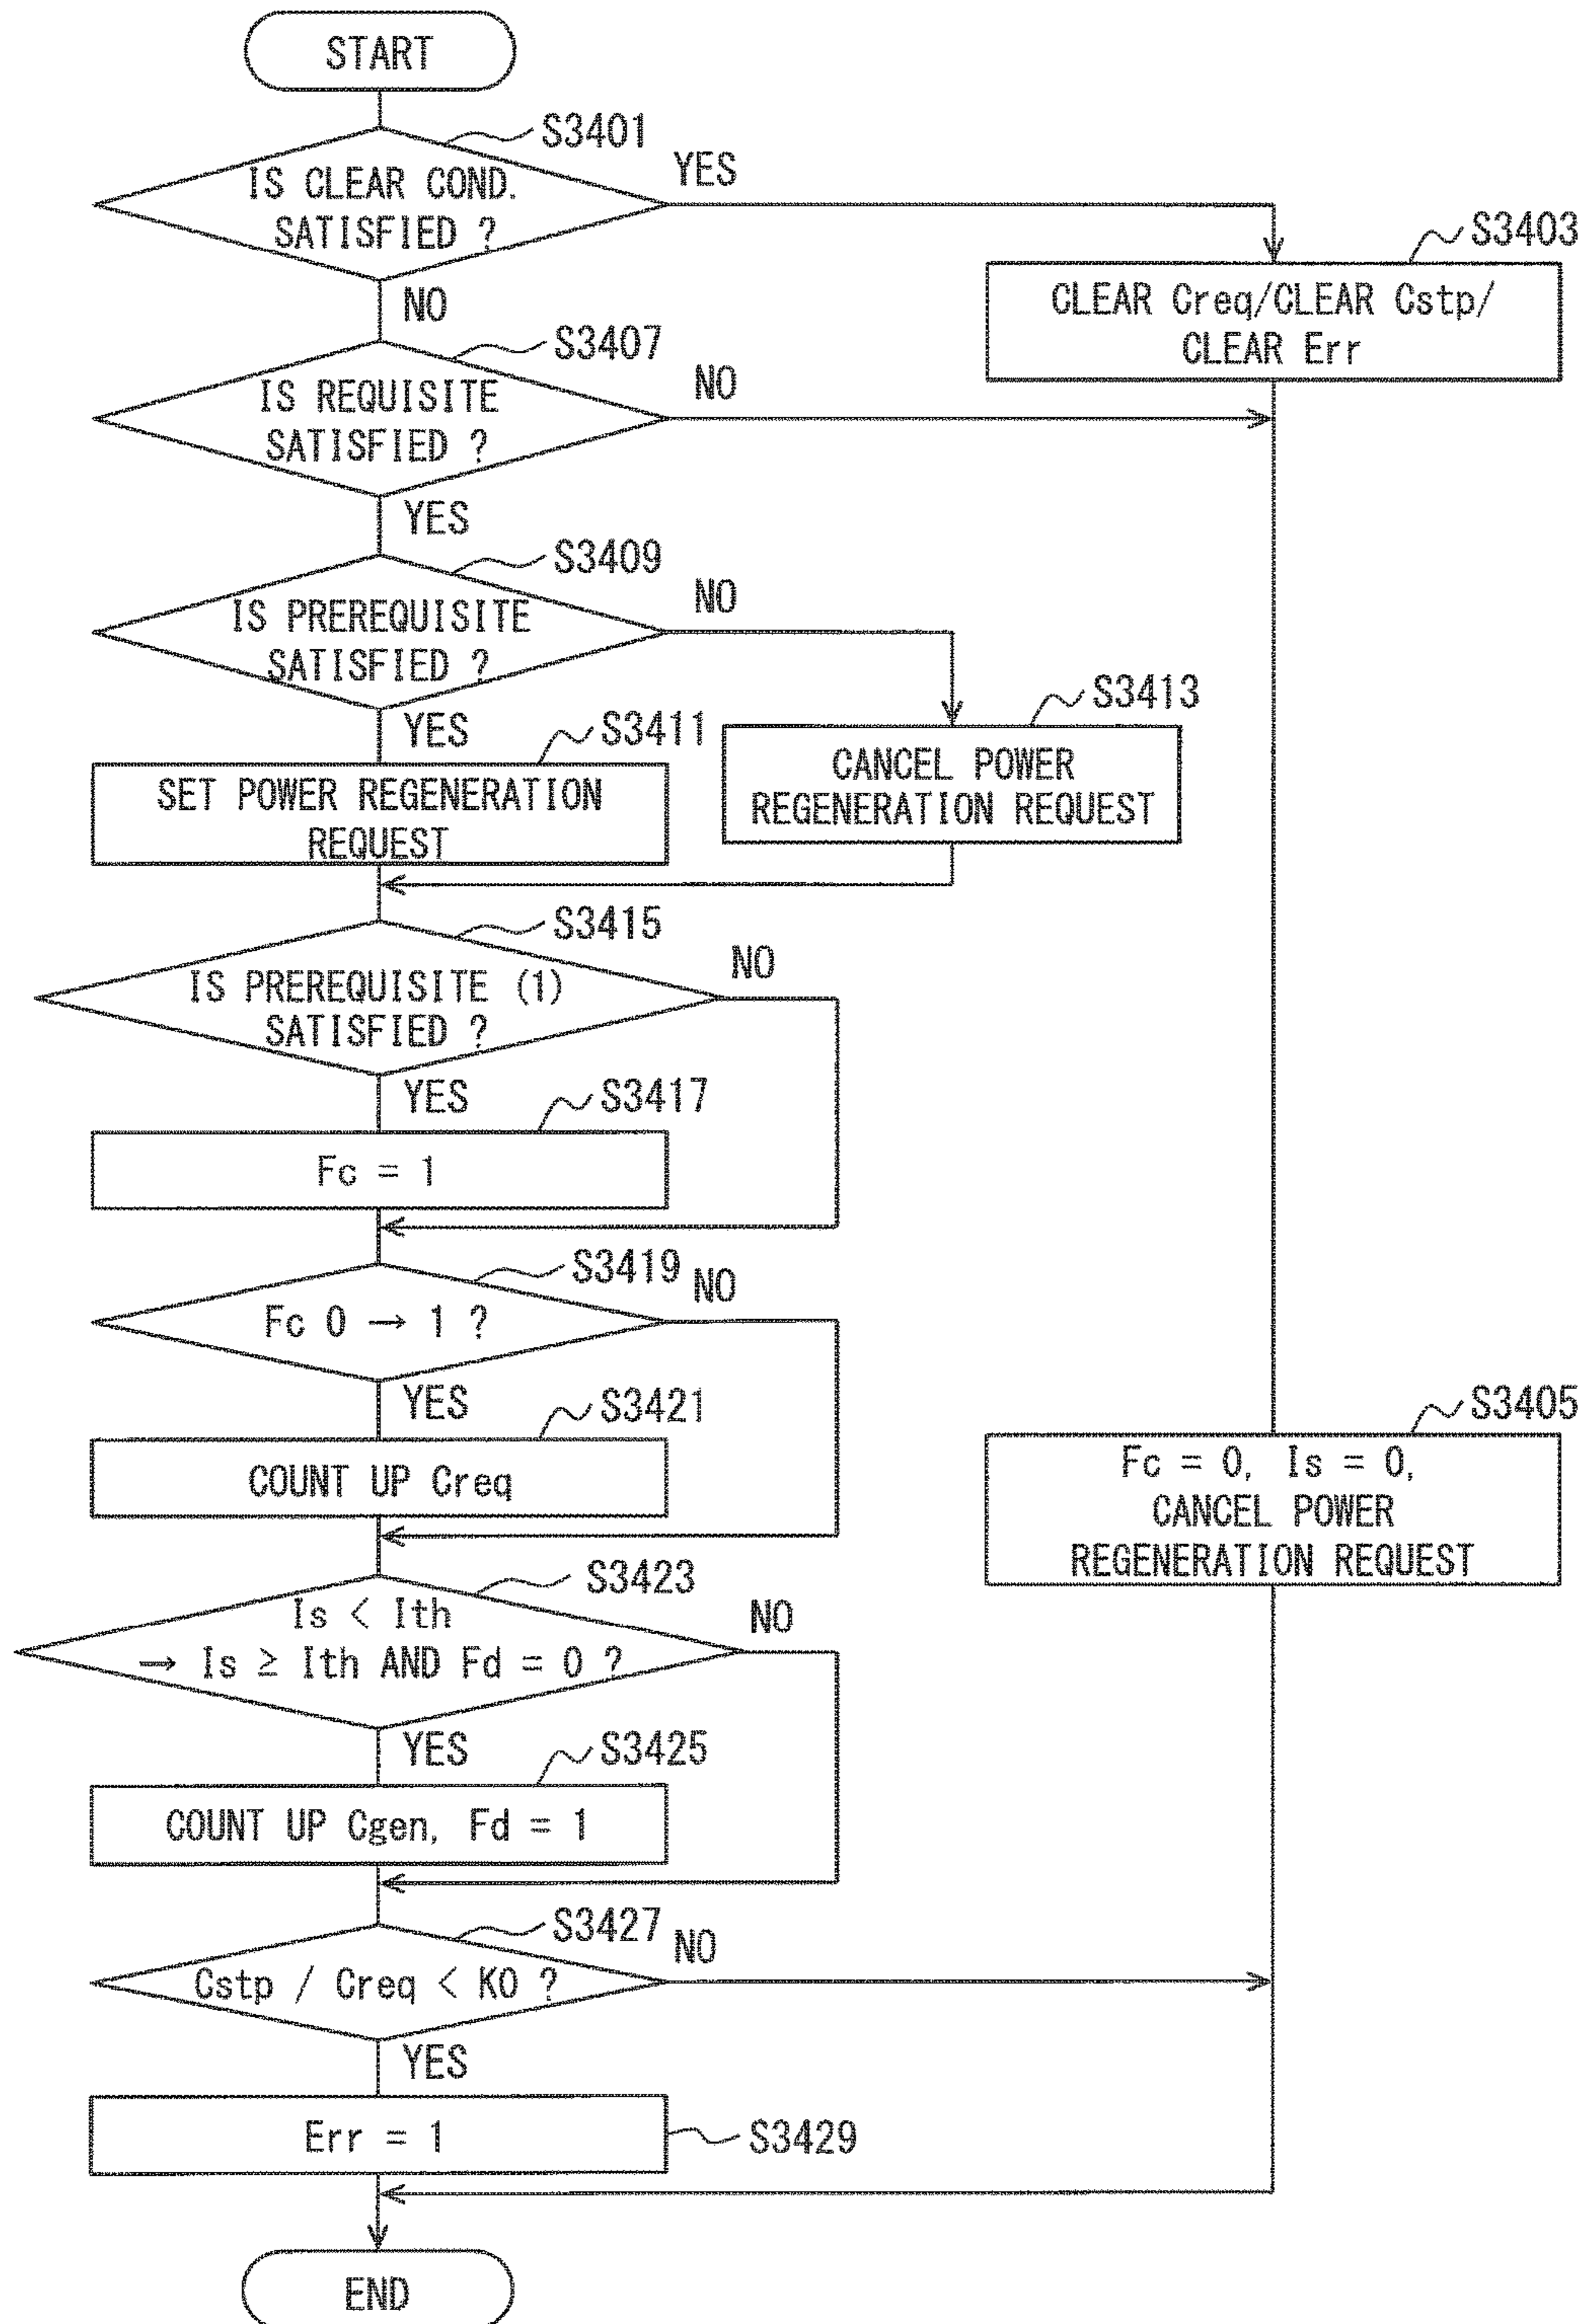 START
S3401
IS CLEAR COND.
SATISFIED ?
YES
S3403
CLEAR Creq/CLEAR Cstp/
CLEAR Err
NO
S3407
IS REQUISITE
SATISFIED ?
NO
YES
S3409
IS PREREQUISITE
SATISFIED ?
NO
YES
S3411
SET POWER REGENERATION
REQUEST
S3413
CANCEL POWER
REGENERATION REQUEST
S3415
IS PREREQUISITE (1)
SATISFIED ?
NO
YES
S3417
Fc = 1
S3419
Fc 0 → 1 ?
NO
YES
S3421
COUNT UP Creq
S3405
Fc = 0, Is = 0,
CANCEL POWER
REGENERATION REQUEST
S3423
Is < Ith
→ Is ≥ Ith AND Fd = 0 ?
NO
YES
S3425
COUNT UP Cgen, Fd = 1
S3427
Cstp / Creq < K0 ?
NO
YES
Err = 1
S3429
END